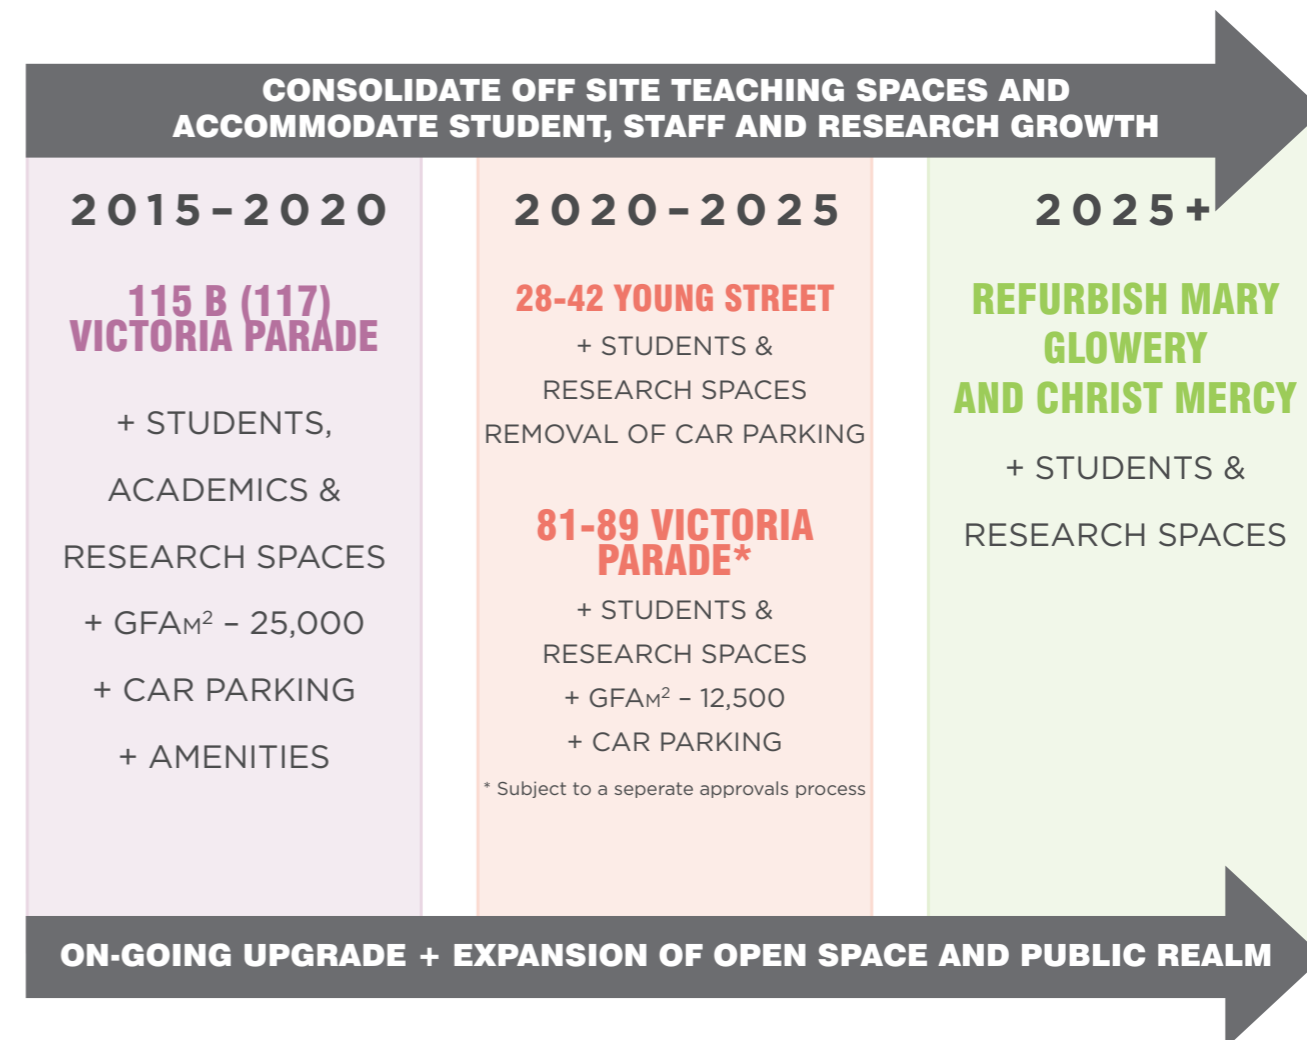 CONSOLIDATE OFF SITE TEACHING SPACES AND
ACCOMMODATE STUDENT, STAFF AND RESEARCH GROWTH
2015–2020
115 B (117)
VICTORIA PARADE
+ STUDENTS,
ACADEMICS &
RESEARCH SPACES
+ GFAM² – 25,000
+ CAR PARKING
+ AMENITIES
2020–2025
28-42 YOUNG STREET
+ STUDENTS &
RESEARCH SPACES
REMOVAL OF CAR PARKING
81-89 VICTORIA
PARADE*
+ STUDENTS &
RESEARCH SPACES
+ GFAM² – 12,500
+ CAR PARKING
* Subject to a seperate approvals process
2025+
REFURBISH MARY
GLOWERY
AND CHRIST MERCY
+ STUDENTS &
RESEARCH SPACES
ON-GOING UPGRADE + EXPANSION OF OPEN SPACE AND PUBLIC REALM